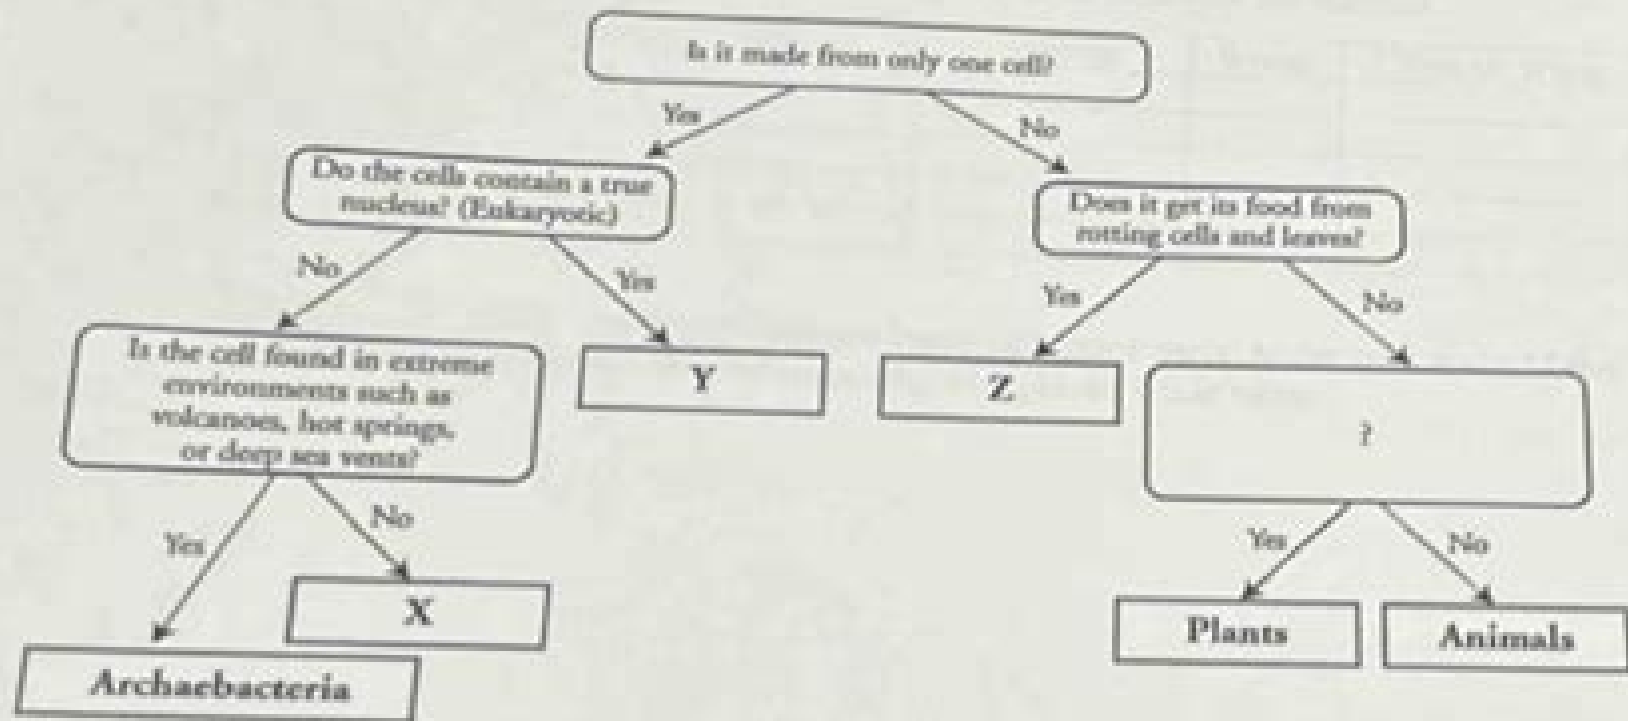 Is it made from only one cell?
Yes
No
Do the cells contain a true
nucleus? (Eukaryotic)
Does it get its food from
rotting cells and leaves?
No
Yes
Yes
No
Is the cell found in extreme
environments such as
volcanoes, hot springs,
or deep sea vents?
Y
Z
?
Yes
No
Yes
No
X
Plants
Animals
Archaebacteria